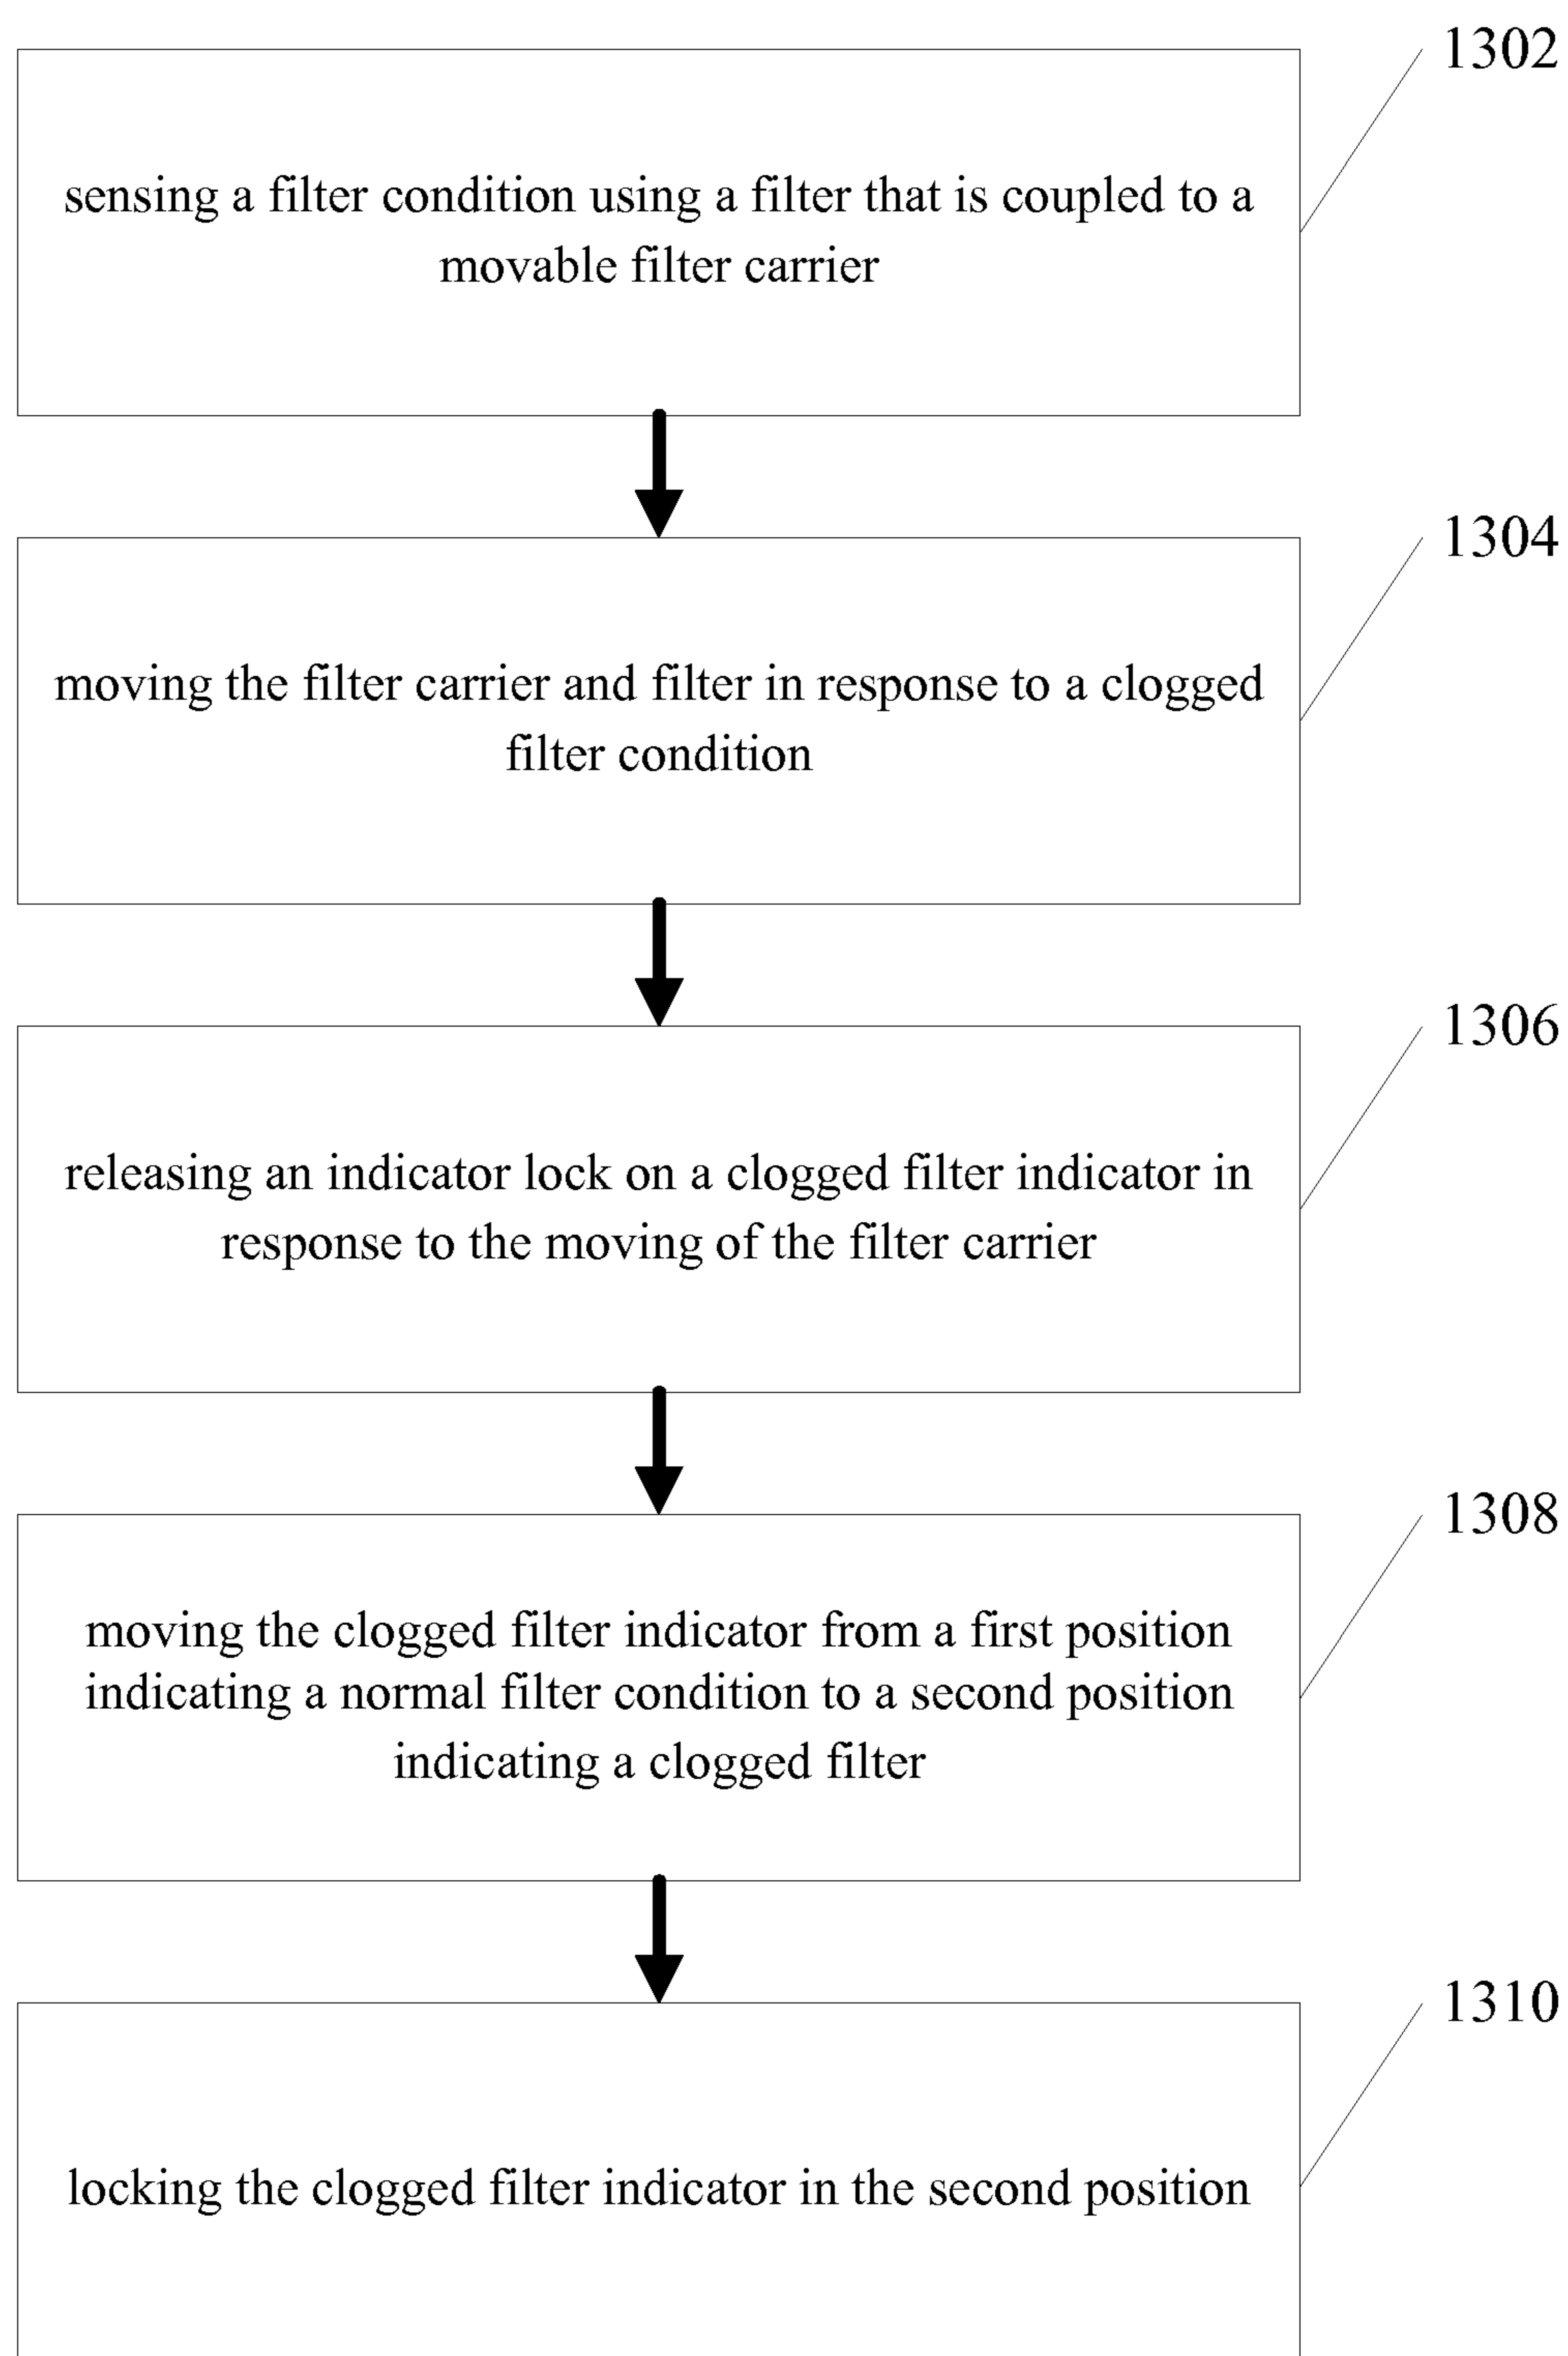 1302
sensing a filter condition using a filter that is coupled to a
movable filter carrier
1304
moving the filter carrier and filter in response to a clogged
filter condition
1306
releasing an indicator lock on a clogged filter indicator in
response to the moving of the filter carrier
1308
moving the clogged filter indicator from a first position
indicating a normal filter condition to a second position
indicating a clogged filter
1310
locking the clogged filter indicator in the second position